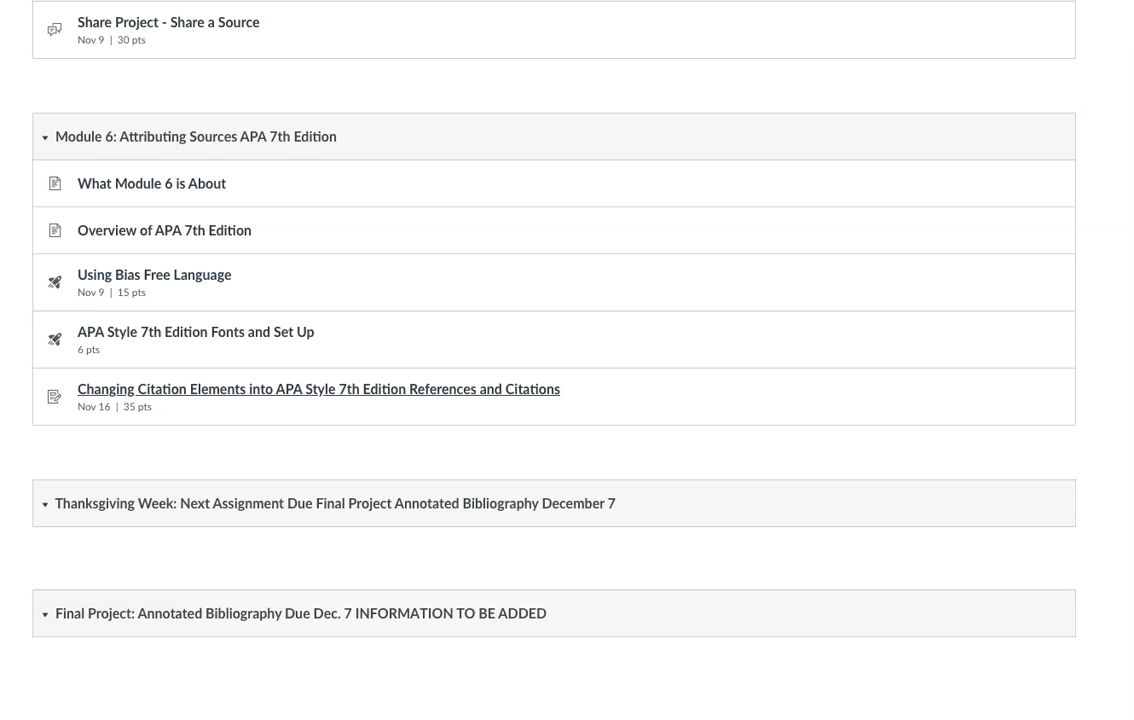 Share Project - Share a Source
Nov 9 | 30 pts
Module 6: Attributing Sources APA 7th Edition
What Module 6 is About
Overview of APA 7th Edition
Using Bias Free Language
Nov 9 | 15 pts
APA Style 7th Edition Fonts and Set Up
6 pts
Changing Citation Elements into APA Style 7th Edition References and Citations
Nov 16 | 35 pts
Thanksgiving Week: Next Assignment Due Final Project Annotated Bibliography December 7
Final Project: Annotated Bibliography Due Dec. 7 INFORMATION TO BE ADDED